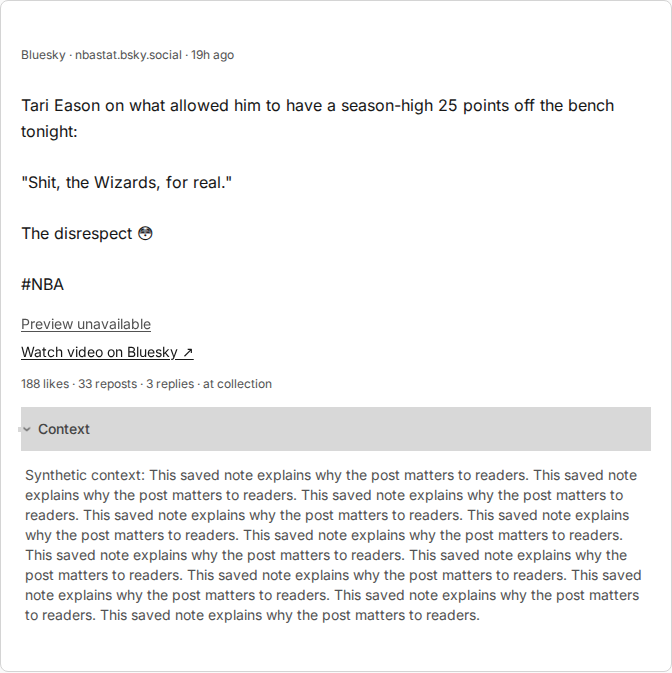 Bluesky · nbastat.bsky.social · 19h ago
Tari Eason on what allowed him to have a season-high 25 points off the bench
tonight:
"Shit, the Wizards, for real."
The disrespect 😳
#NBA
Preview unavailable
Watch video on Bluesky ↗
188 likes · 33 reposts · 3 replies · at collection
Context
Synthetic context: This saved note explains why the post matters to readers. This saved note
explains why the post matters to readers. This saved note explains why the post matters to
readers. This saved note explains why the post matters to readers. This saved note explains
why the post matters to readers. This saved note explains why the post matters to readers.
This saved note explains why the post matters to readers. This saved note explains why the
post matters to readers. This saved note explains why the post matters to readers. This saved
note explains why the post matters to readers. This saved note explains why the post matters
to readers. This saved note explains why the post matters to readers.